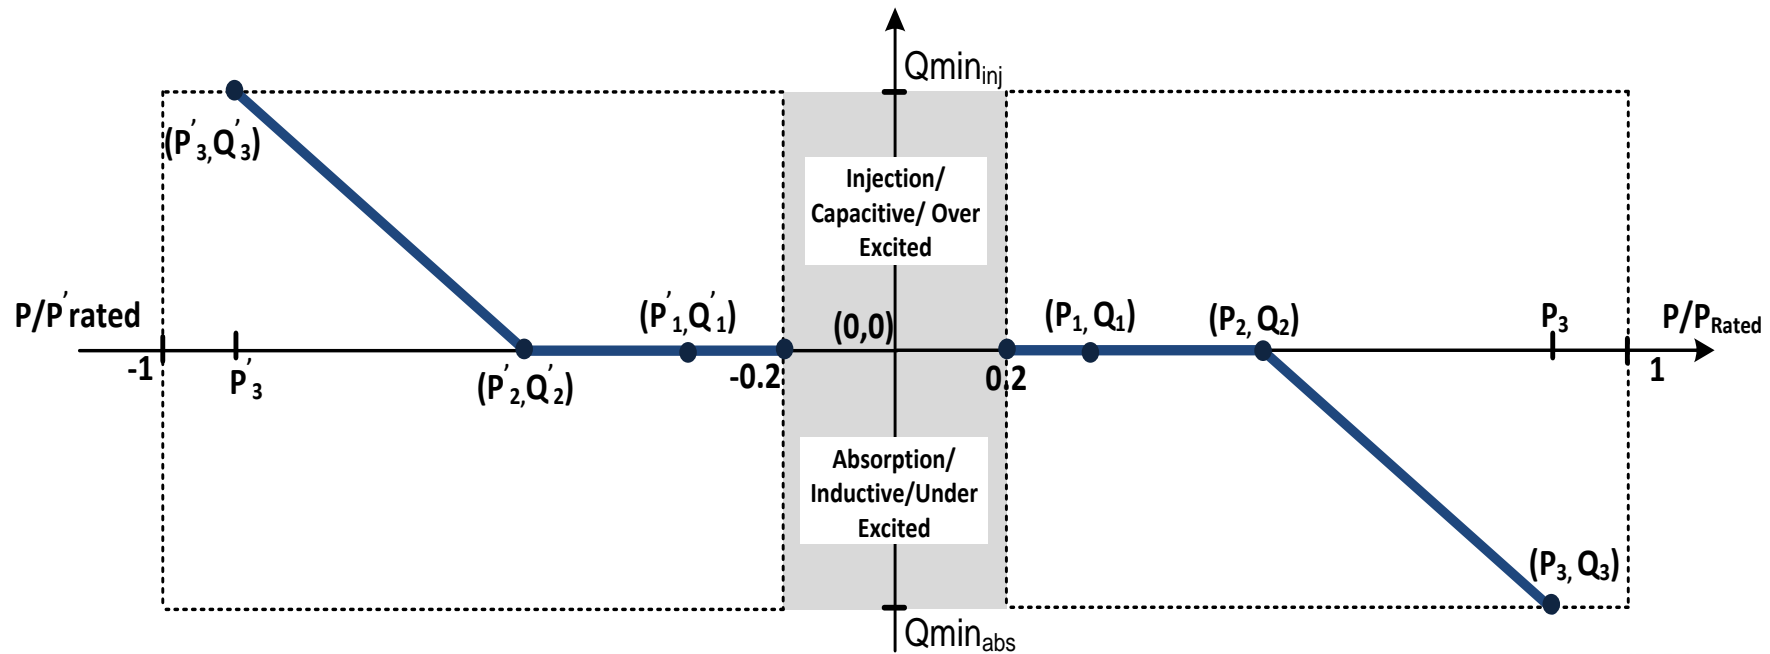 Qmin_inj
(P'3,Q'3)
Injection/
Capacitive/ Over
Excited
P/P'rated
(P'1,Q'1)
(0,0)
(P1, Q1)
(P2, Q2)
P3
P/PRated
-1
P'3
(P'2,Q'2)
-0.2
0.2
1
Absorption/
Inductive/Under
Excited
(P3, Q3)
Qmin_abs